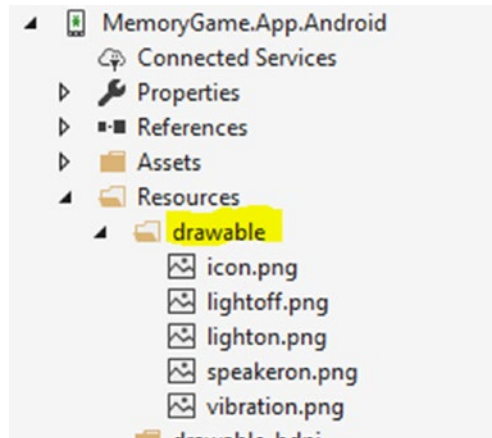 MemoryGame.App.Android
Connected Services
Properties
References
Assets
Resources
drawable
icon.png
lightoff.png
lighton.png
speakeron.png
vibration.png